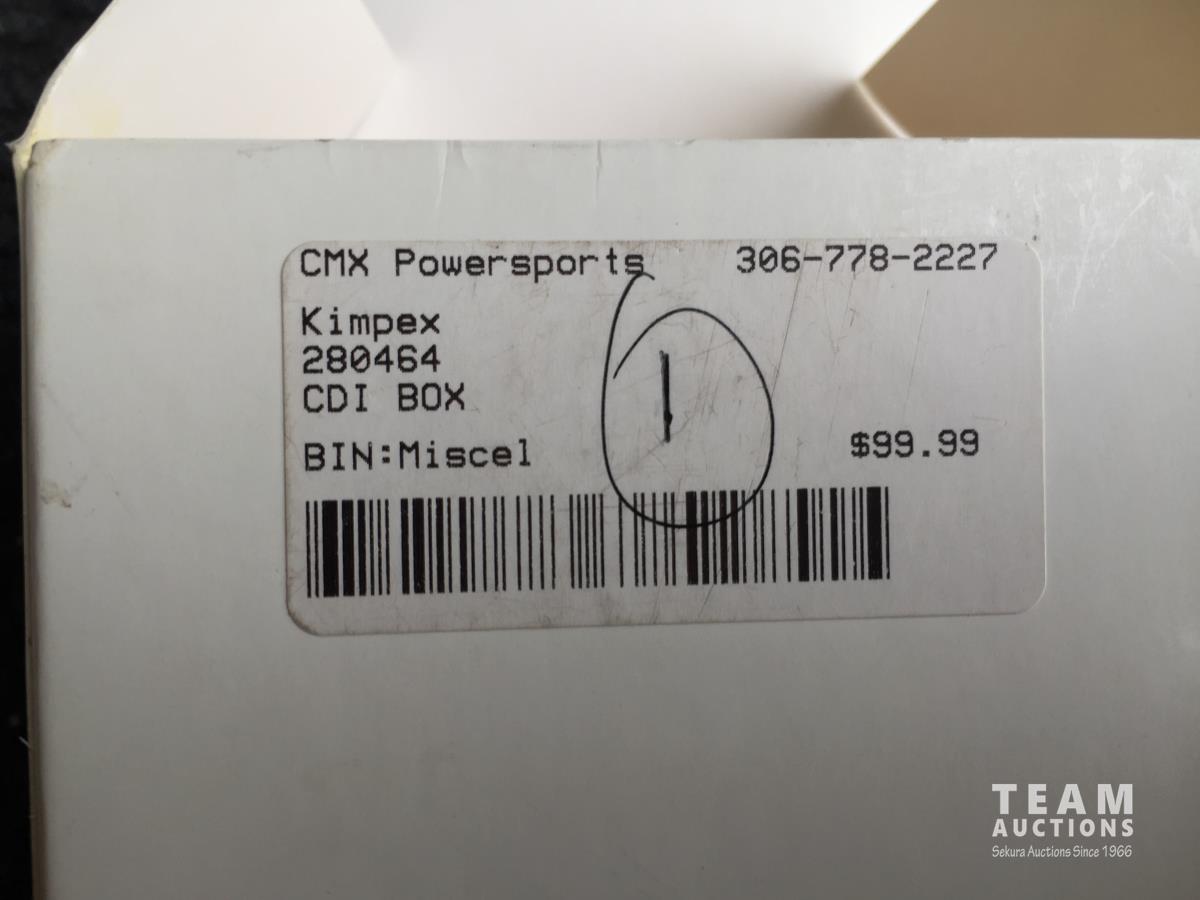 CMX Powersports 306-778-2227
Kimpex
280464
CDI BOX
1
BIN:Miscel $99.99
TEAM
AUCTIONS
Sekura Auctions Since 1966